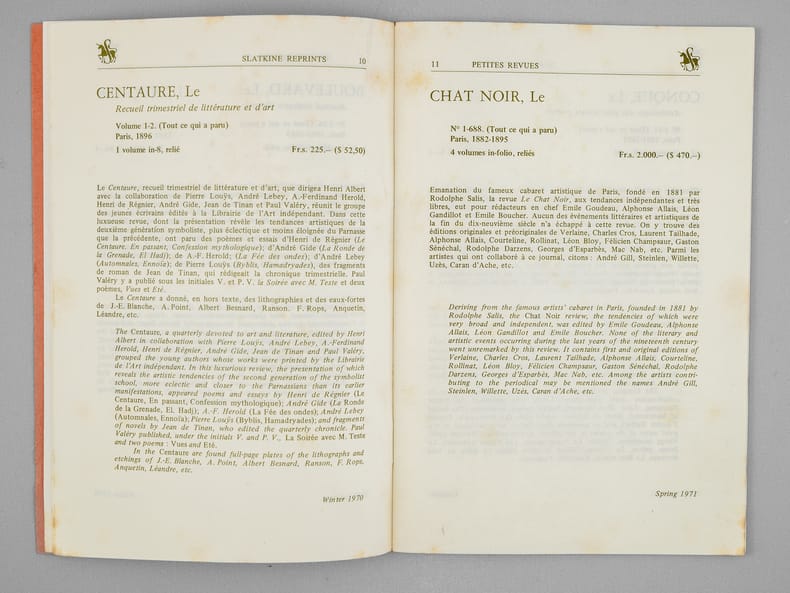 SLATKINE REPRINTS 10
CENTAURE, Le
Recueil trimestriel de littérature et d'art
Volume 1-2. (Tout ce qui a paru)
Paris, 1896
1 volume in-8, relié Fr.s. 225.— ($ 52,50)
Le Centaure, recueil trimestriel de littérature et d'art, que dirigea Henri Albert
avec la collaboration de Pierre Louÿs, André Lebey, A.-Ferdinand Herold,
Henri de Régnier, André Gide, Jean de Tinan et Paul Valéry, réunit le groupe
des jeunes écrivains édités à la Librairie de l'Art indépendant. Dans cette
luxueuse revue, dont la présentation révèle les tendances artistiques de la
deuxième génération symboliste, plus éclectique et moins éloignée du Parnasse
que la précédente, ont paru des poèmes et essais d'Henri de Régnier (Le
Centaure. En passant, Confession mythologique); d'André Gide (La Ronde de
la Grenade, El Hadj); de A.-F. Herold; (La Fée des ondes); d'André Lebey
(Automnales, Ennoïa); de Pierre Louÿs (Byblis, Hamadryades), des fragments
de roman de Jean de Tinan, qui rédigeait la chronique trimestrielle. Paul
Valéry y a publié sous les initiales V. et P. V. la Soirée avec M. Teste et deux
poèmes, Vues et Eté.
Le Centaure a donné, en hors texte, des lithographies et des eaux-fortes
de J.-E. Blanche, A. Point, Albert Besnard, Ranson. F. Rops, Anquetin,
Léandre, etc.
The Centaure, a quarterly devoted to art and literature, edited by Henri
Albert in collaboration with Pierre Louÿs, André Lebey, A.-Ferdinand
Herold, Henri de Régnier, André Gide, Jean de Tinan et Paul Valéry,
grouped the young authors whose works were printed by the Librairie
de l'Art indépendant. In this luxurious review, the presentation of which
reveals the artistic tendencies of the second generation of the symbolist
school, more eclectic and closer to the Parnassians than its earlier
manifestations, appeared poems and essays by Henri de Régnier (Le
Centaure, En passant, Confession mythologique); André Gide (La Ronde
de la Grenade, El. Hadj); A.-F. Herold (La Fée des ondes); André Lebey
(Automnales, Ennoïa); Pierre Louÿs (Byblis, Hamadryades); and fragments
of novels by Jean de Tinan, who edited the quarterly chronicle. Paul
Valéry published, under the initials V. and P. V., La Soirée avec M. Teste
and two poems : Vues and Eté.
In the Centaure are found full-page plates of the lithographs and
etchings of J.-E. Blanche, A. Point, Albert Besnard, Ranson, F. Rops,
Anquetin, Léandre, etc.
Winter 1970
11 PETITES REVUES
CHAT NOIR, Le
Nº 1-688. (Tout ce qui a paru)
Paris, 1882-1895
4 volumes in-folio, reliés Fr.s. 2.000.— ($ 470.—)
Emanation du fameux cabaret artistique de Paris, fondé en 1881 par
Rodolphe Salis, la revue Le Chat Noir, aux tendances indépendantes et très
libres, eut pour rédacteurs en chef Emile Goudeau, Alphonse Allais, Léon
Gandillot et Emile Boucher. Aucun des événements littéraires et artistiques de
la fin du dix-neuvième siècle n'a échappé à cette revue. On y trouve des
éditions originales et préoriginales de Verlaine, Charles Cros, Laurent Tailhade,
Alphonse Allais, Courteline, Rollinat, Léon Bloy, Félicien Champsaur, Gaston
Sénéchal, Rodolphe Darzens, Georges d'Esparbès, Mac Nab, etc. Parmi les
artistes qui ont collaboré à ce journal, citons : André Gill, Steinlen, Willette,
Uzès, Caran d'Ache, etc.
Deriving from the famous artists' cabaret in Paris, founded in 1881 by
Rodolphe Salis, the Chat Noir review, the tendencies of which were
very broad and independent, was edited by Emile Goudeau, Alphonse
Allais, Léon Gandillot and Emile Boucher. None of the literary and
artistic events occurring during the last years of the nineteenth century
went unremarked by this review. It contains first and original editions of
Verlaine, Charles Cros, Laurent Tailhade, Alphonse Allais, Courteline,
Rollinat, Léon Bloy, Félicien Champsaur, Gaston Sénéchal, Rodolphe
Darzens, Georges d'Esparbès, Mac Nab, etc. Among the artists contri-
buting to the periodical may be mentioned the names André Gill,
Steinlen, Willette, Uzès, Caran d'Ache, etc.
Spring 1971